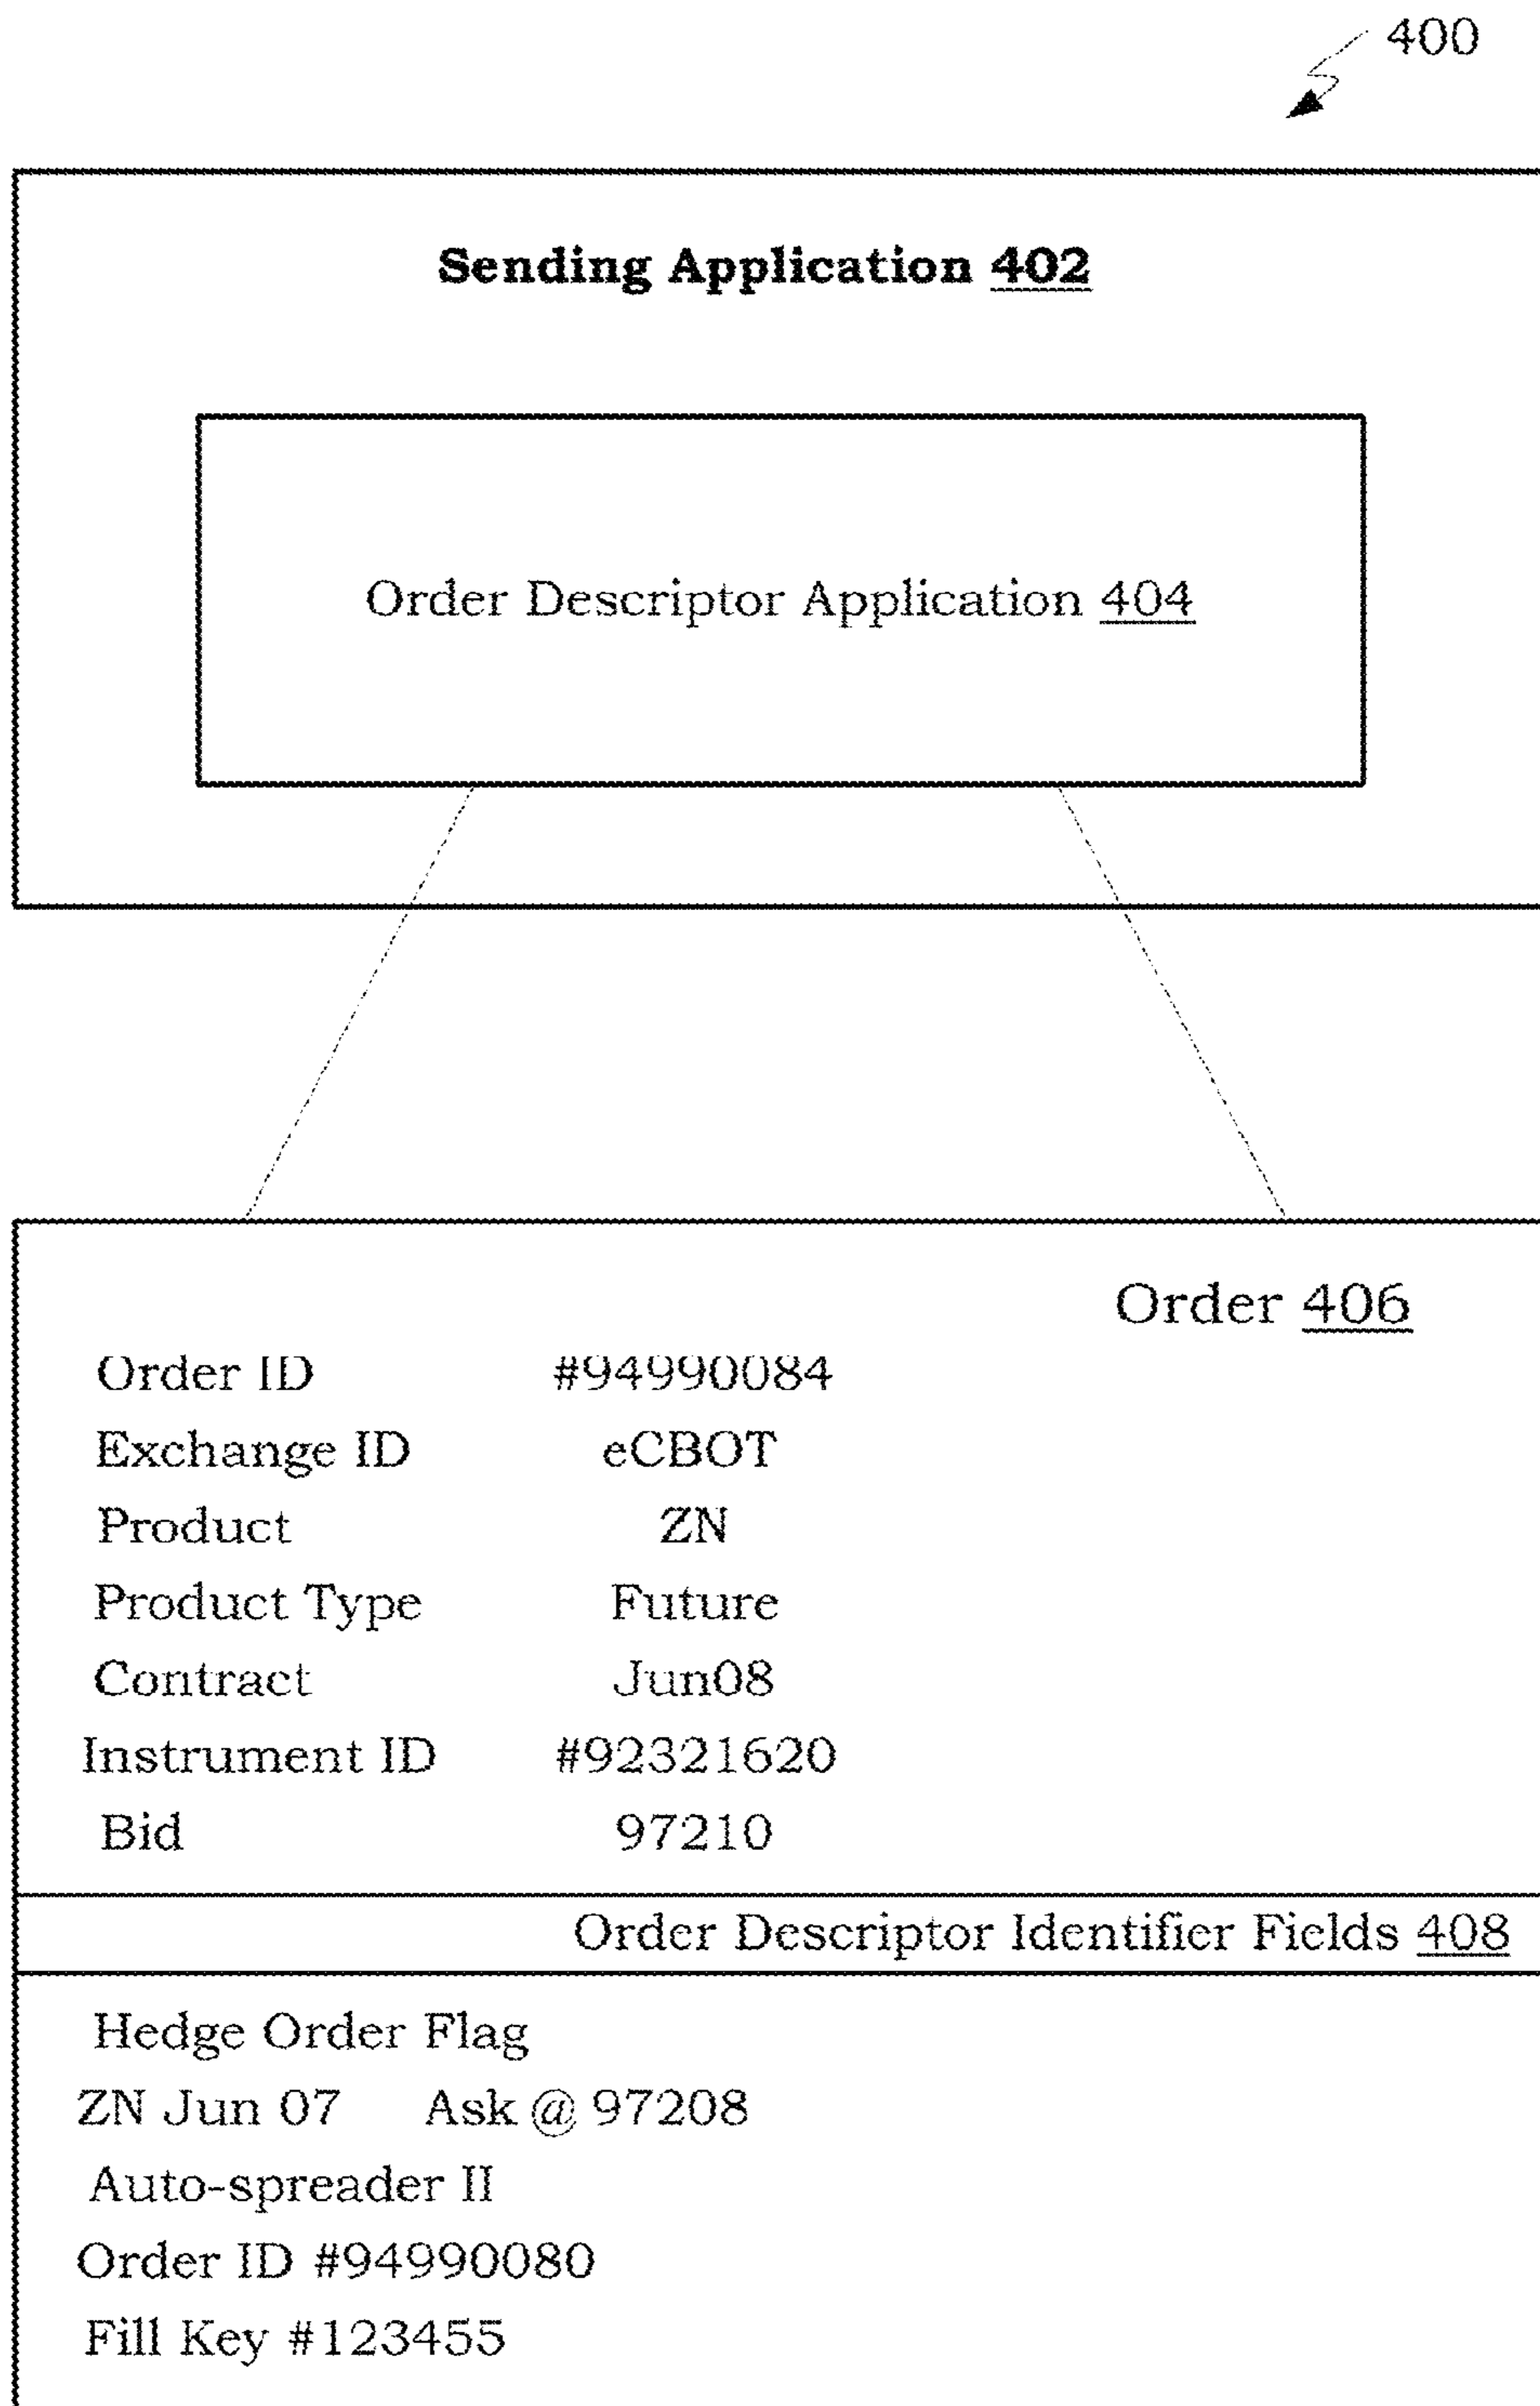 400
Sending Application 402
Order Descriptor Application 404
Order 406
Order ID #94990084
Exchange ID eCBOT
Product ZN
Product Type Future
Contract Jun08
Instrument ID #92321620
Bid 97210
Order Descriptor Identifier Fields 408
Hedge Order Flag
ZN Jun 07 Ask @ 97208
Auto-spreader II
Order ID #94990080
Fill Key #123455